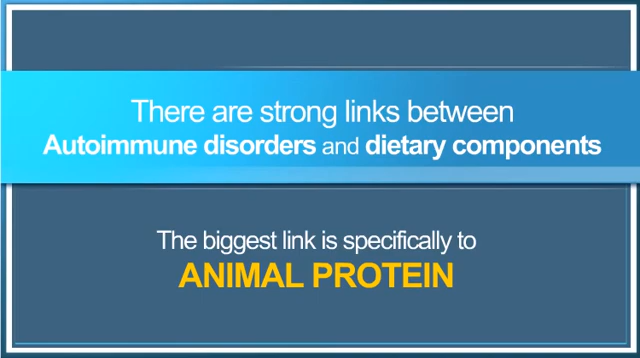 There are strong links between
Autoimmune disorders and dietary components
The biggest link is specifically to
ANIMAL PROTEIN